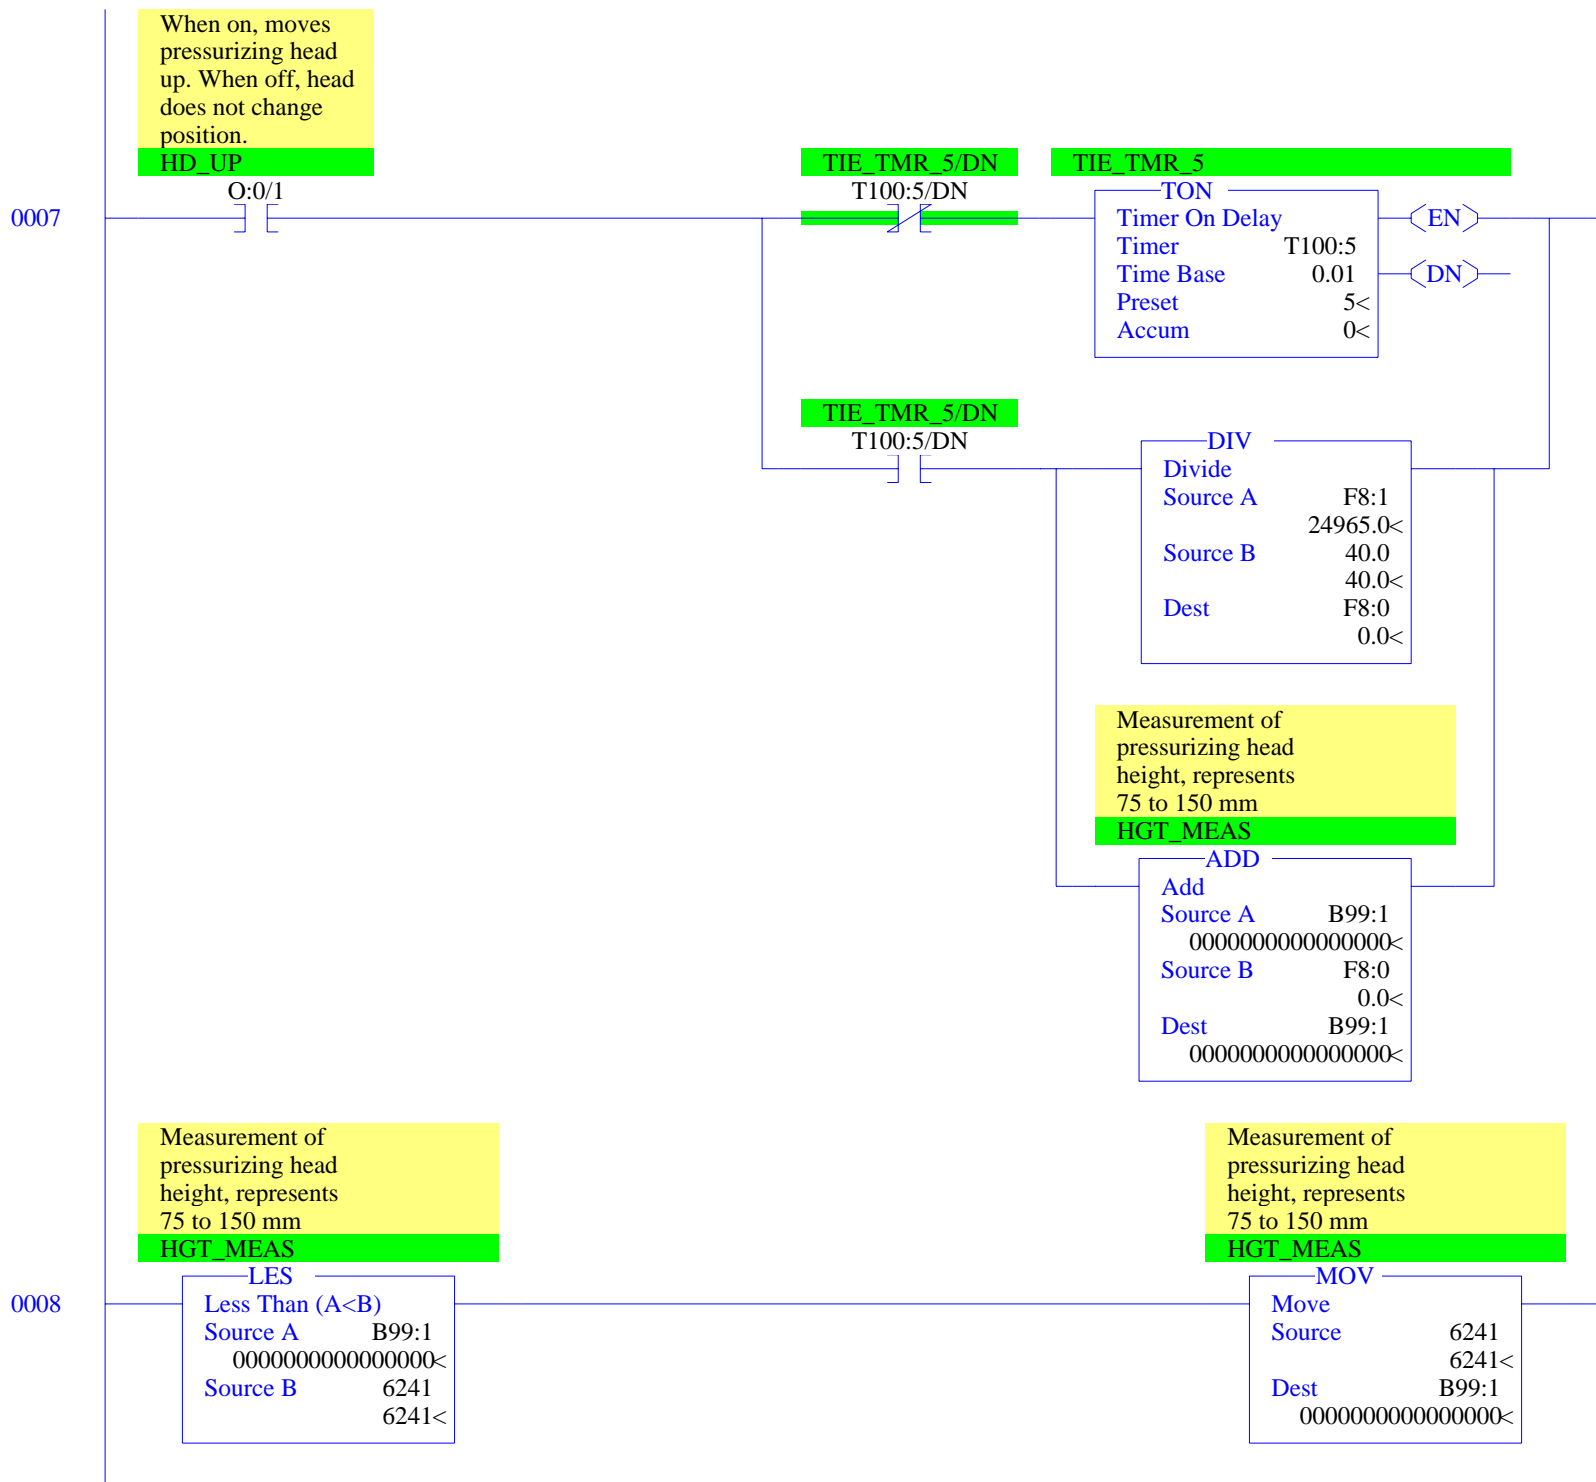 When on, moves
pressurizing head
up. When off, head
does not change
position.
HD_UP
O:0/1
0007
TIE_TMR_5/DN
T100:5/DN
TIE_TMR_5
TON
Timer On Delay
Timer T100:5
Time Base 0.01
Preset 5<
Accum 0<
EN
DN
TIE_TMR_5/DN
T100:5/DN
DIV
Divide
Source A F8:1
24965.0<
Source B 40.0
40.0<
Dest F8:0
0.0<
Measurement of
pressurizing head
height, represents
75 to 150 mm
HGT_MEAS
ADD
Add
Source A B99:1
0000000000000000<
Source B F8:0
0.0<
Dest B99:1
0000000000000000<
Measurement of
pressurizing head
height, represents
75 to 150 mm
HGT_MEAS
0008
LES
Less Than (A<B)
Source A B99:1
0000000000000000<
Source B 6241
6241<
Measurement of
pressurizing head
height, represents
75 to 150 mm
HGT_MEAS
MOV
Move
Source 6241
6241<
Dest B99:1
0000000000000000<